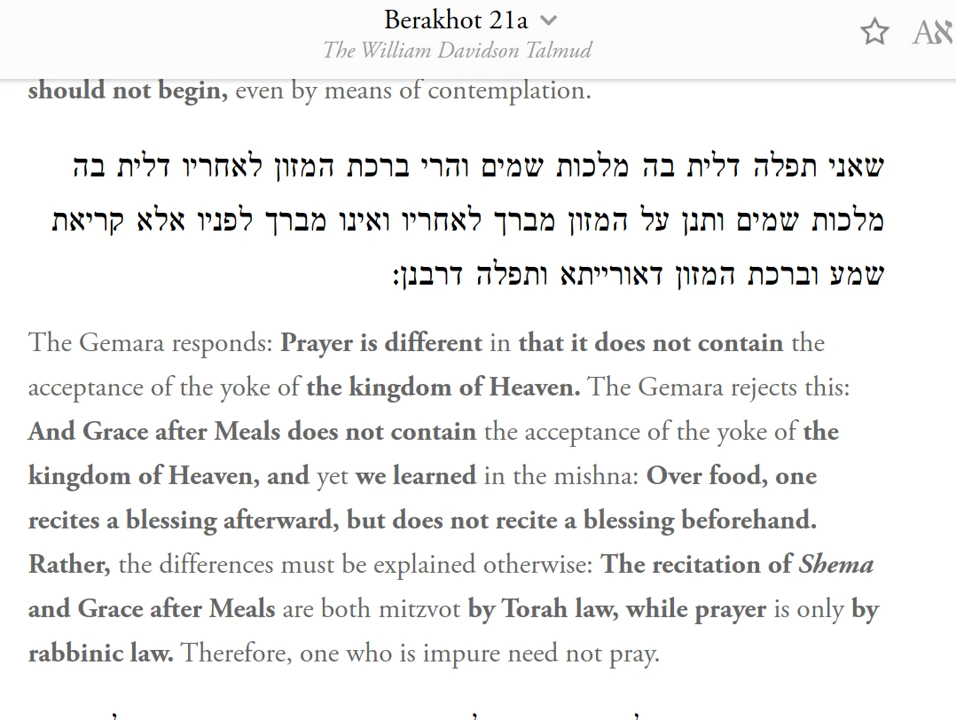 Berakhot 21a
The William Davidson Talmud
Aא
should not begin, even by means of contemplation.
שאני תפלה דלית בה מלכות שמים והרי ברכת המזון לאחריו דלית בה
מלכות שמים ותנן על המזון מברך לאחריו ואינו מברך לפניו אלא קריאת
שמע וברכת המזון דאורייתא ותפלה דרבנן:
The Gemara responds: Prayer is different in that it does not contain the
acceptance of the yoke of the kingdom of Heaven. The Gemara rejects this:
And Grace after Meals does not contain the acceptance of the yoke of the
kingdom of Heaven, and yet we learned in the mishna: Over food, one
recites a blessing afterward, but does not recite a blessing beforehand.
Rather, the differences must be explained otherwise: The recitation of Shema
and Grace after Meals are both mitzvot by Torah law, while prayer is only by
rabbinic law. Therefore, one who is impure need not pray.